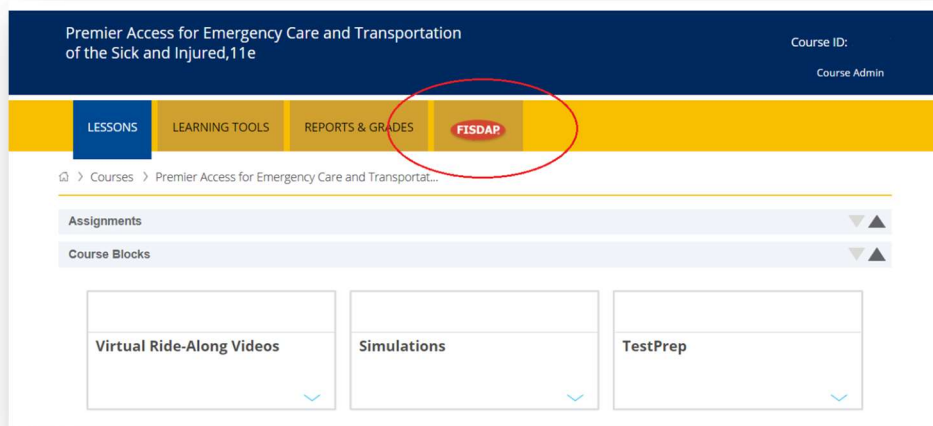 Premier Access for Emergency Care and Transportation
of the Sick and Injured,11e
Course ID:
Course Admin
LESSONS
LEARNING TOOLS
REPORTS & GRADES
FISDAP
Courses > Premier Access for Emergency Care and Transportat...
Assignments
Course Blocks
Virtual Ride-Along Videos
Simulations
TestPrep